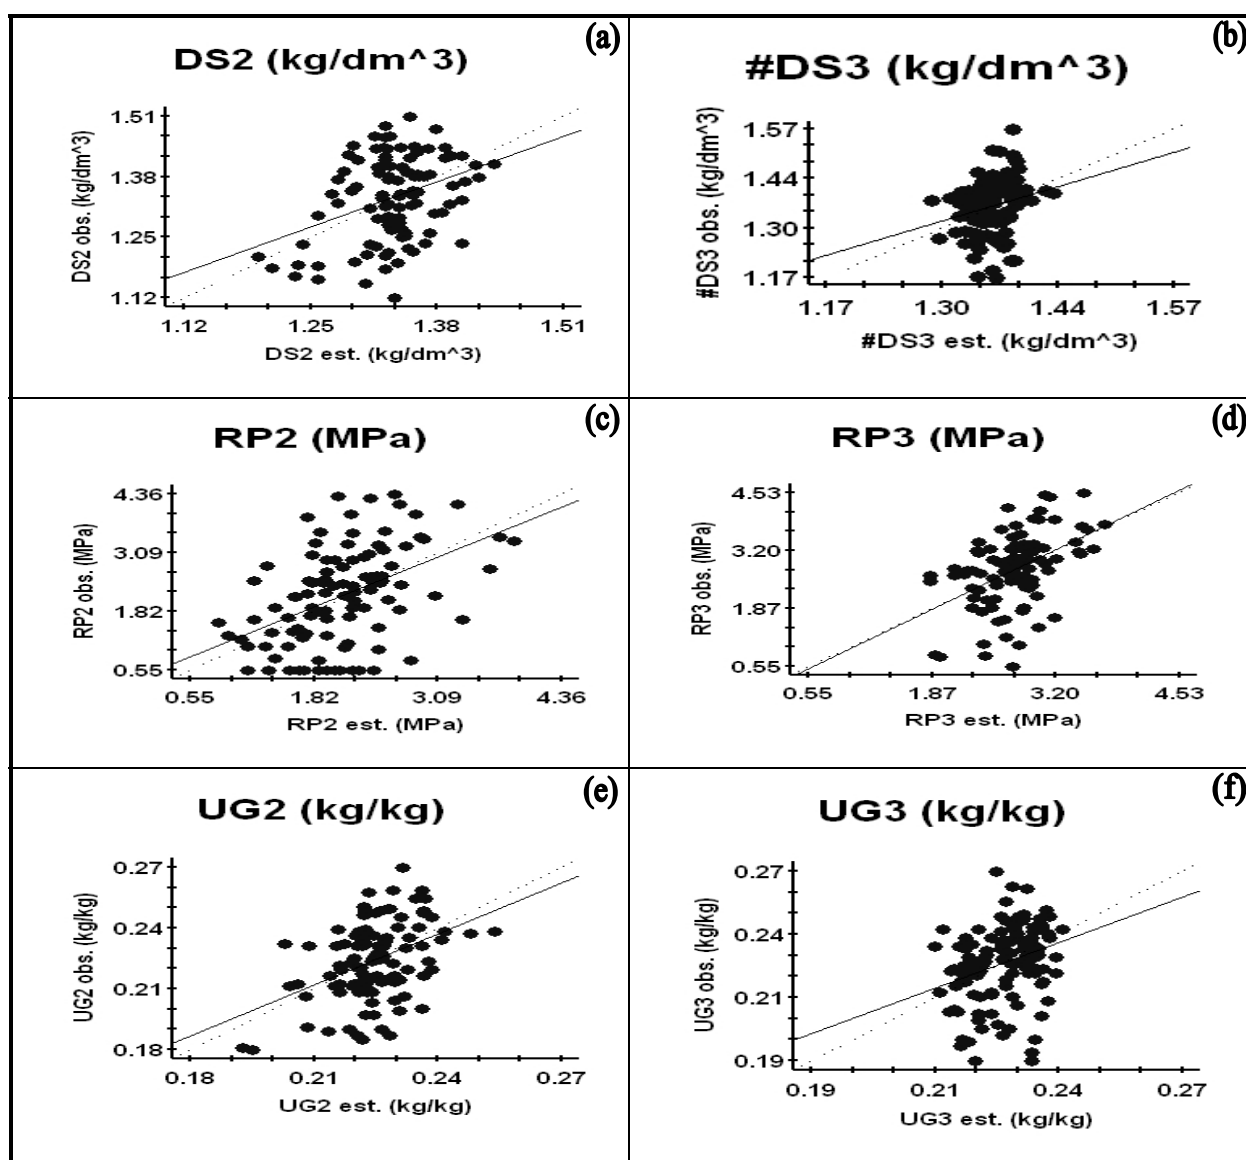 (a)
DS2 (kg/dm^3)
DS2 obs. (kg/dm^3)
1.51
1.38
1.25
1.12
1.12 1.25 1.38 1.51
DS2 est. (kg/dm^3)
(b)
#DS3 (kg/dm^3)
#DS3 obs. (kg/dm^3)
1.57
1.44
1.30
1.17
1.17 1.30 1.44 1.57
#DS3 est. (kg/dm^3)
(c)
RP2 (MPa)
RP2 obs. (MPa)
4.36
3.09
1.82
0.55
0.55 1.82 3.09 4.36
RP2 est. (MPa)
(d)
RP3 (MPa)
RP3 obs. (MPa)
4.53
3.20
1.87
0.55
0.55 1.87 3.20 4.53
RP3 est. (MPa)
(e)
UG2 (kg/kg)
UG2 obs. (kg/kg)
0.27
0.24
0.21
0.18
0.18 0.21 0.24 0.27
UG2 est. (kg/kg)
(f)
UG3 (kg/kg)
UG3 obs. (kg/kg)
0.27
0.24
0.21
0.19
0.19 0.21 0.24 0.27
UG3 est. (kg/kg)